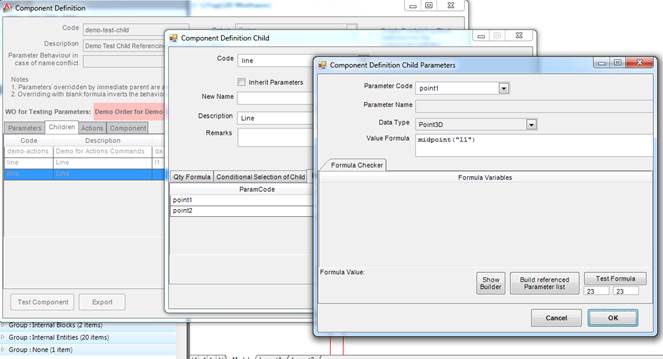 Component Definition
Code demo-test-child
Description Demo Test Child Referencing
Parameter Behaviour in
case of name conflict
Notes
1. Parameters overridden by immediate parent are a
2. Overriding with blank formula inverts the behavio
WO for Testing Parameters: Demo Order for Demo
Parameters Children Actions Component
Code Description
demo-actions Demo for Actions Commands da
line Line l1
line Line
Test Component Export
Group : Internal Blocks (2 items)
Group : Internal Entities (20 items)
Group : None (1 item)
Component Definition Child
Code line
Inherit Parameters
New Name
Description Line
Remarks
Qty Formula Conditional Selection of Child
ParamCode
point1
point2
Component Definition Child Parameters
Parameter Code point1
Parameter Name
Data Type Point3D
Value Formula midpoint("l1")
Formula Checker
Formula Variables
Formula Value:
Show Builder
Build referenced Parameter list
Test Formula
23 23
Cancel OK